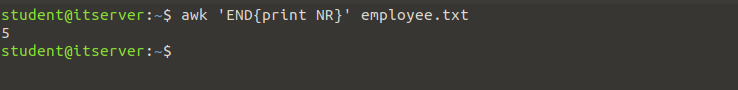 student@itserver:~$ awk 'END{print NR}' employee.txt
5
student@itserver:~$